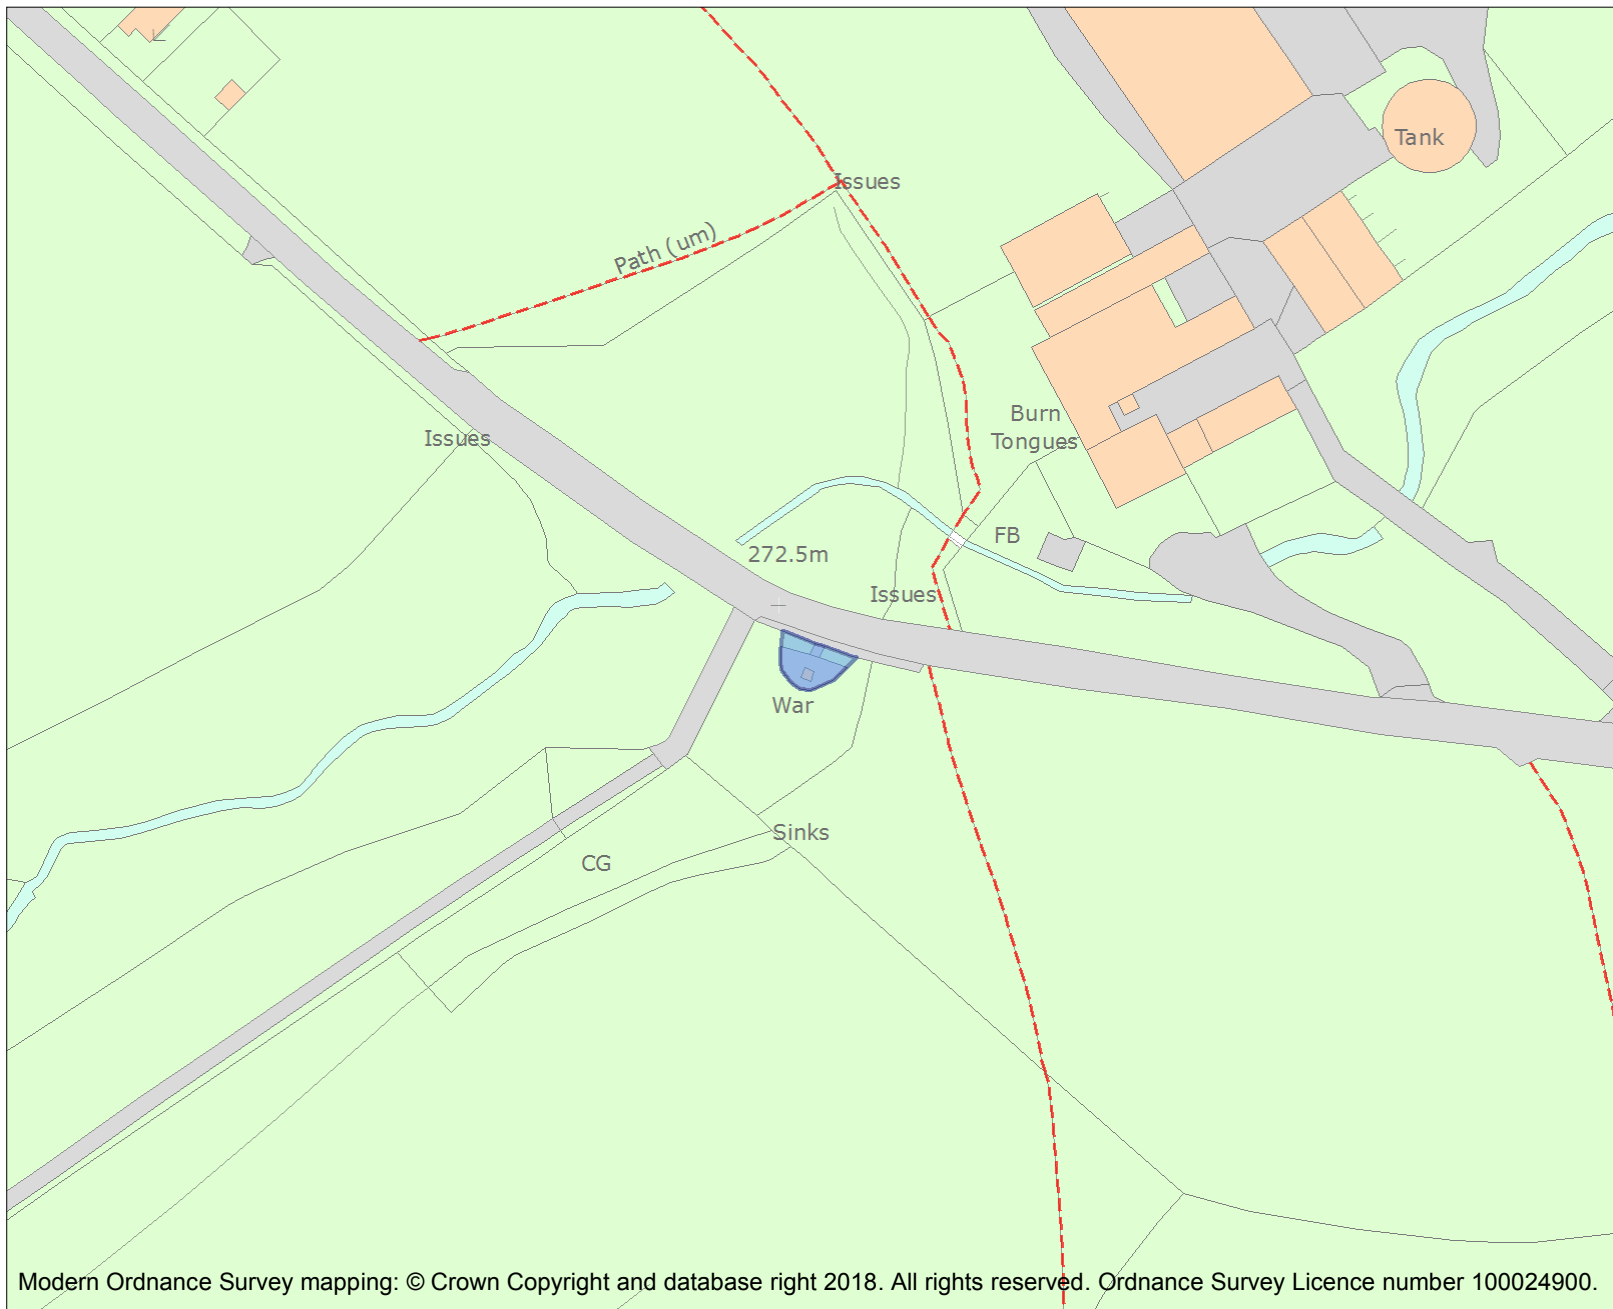 Tank
Issues
Path (um)
Burn
Tongues
Issues
FB
272.5m
Issues
War
Sinks
CG
Modern Ordnance Survey mapping: © Crown Copyright and database right 2018. All rights reserved. Ordnance Survey Licence number 100024900.